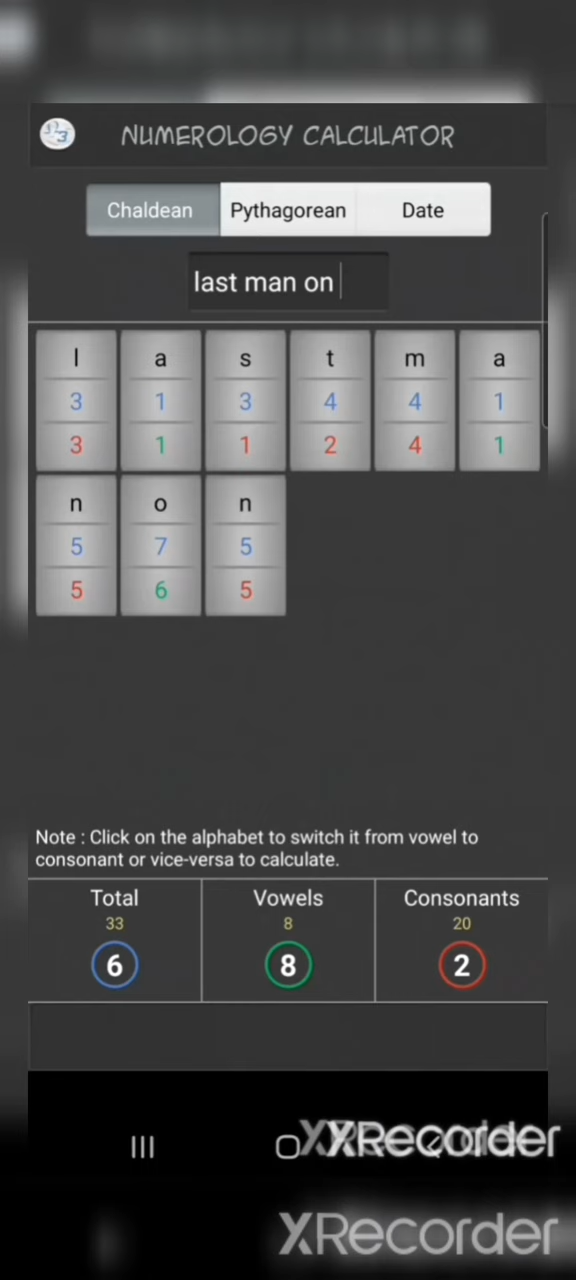 NUMEROLOGY CALCULATOR
Chaldean Pythagorean Date
last man on
l a s t m a
3 1 3 4 4 1
3 1 1 2 4 1
n o n
5 7 5
5 6 5
Note : Click on the alphabet to switch it from vowel to
consonant or vice-versa to calculate.
Total Vowels Consonants
33 8 20
6 8 2
XRecorder
XRecorder